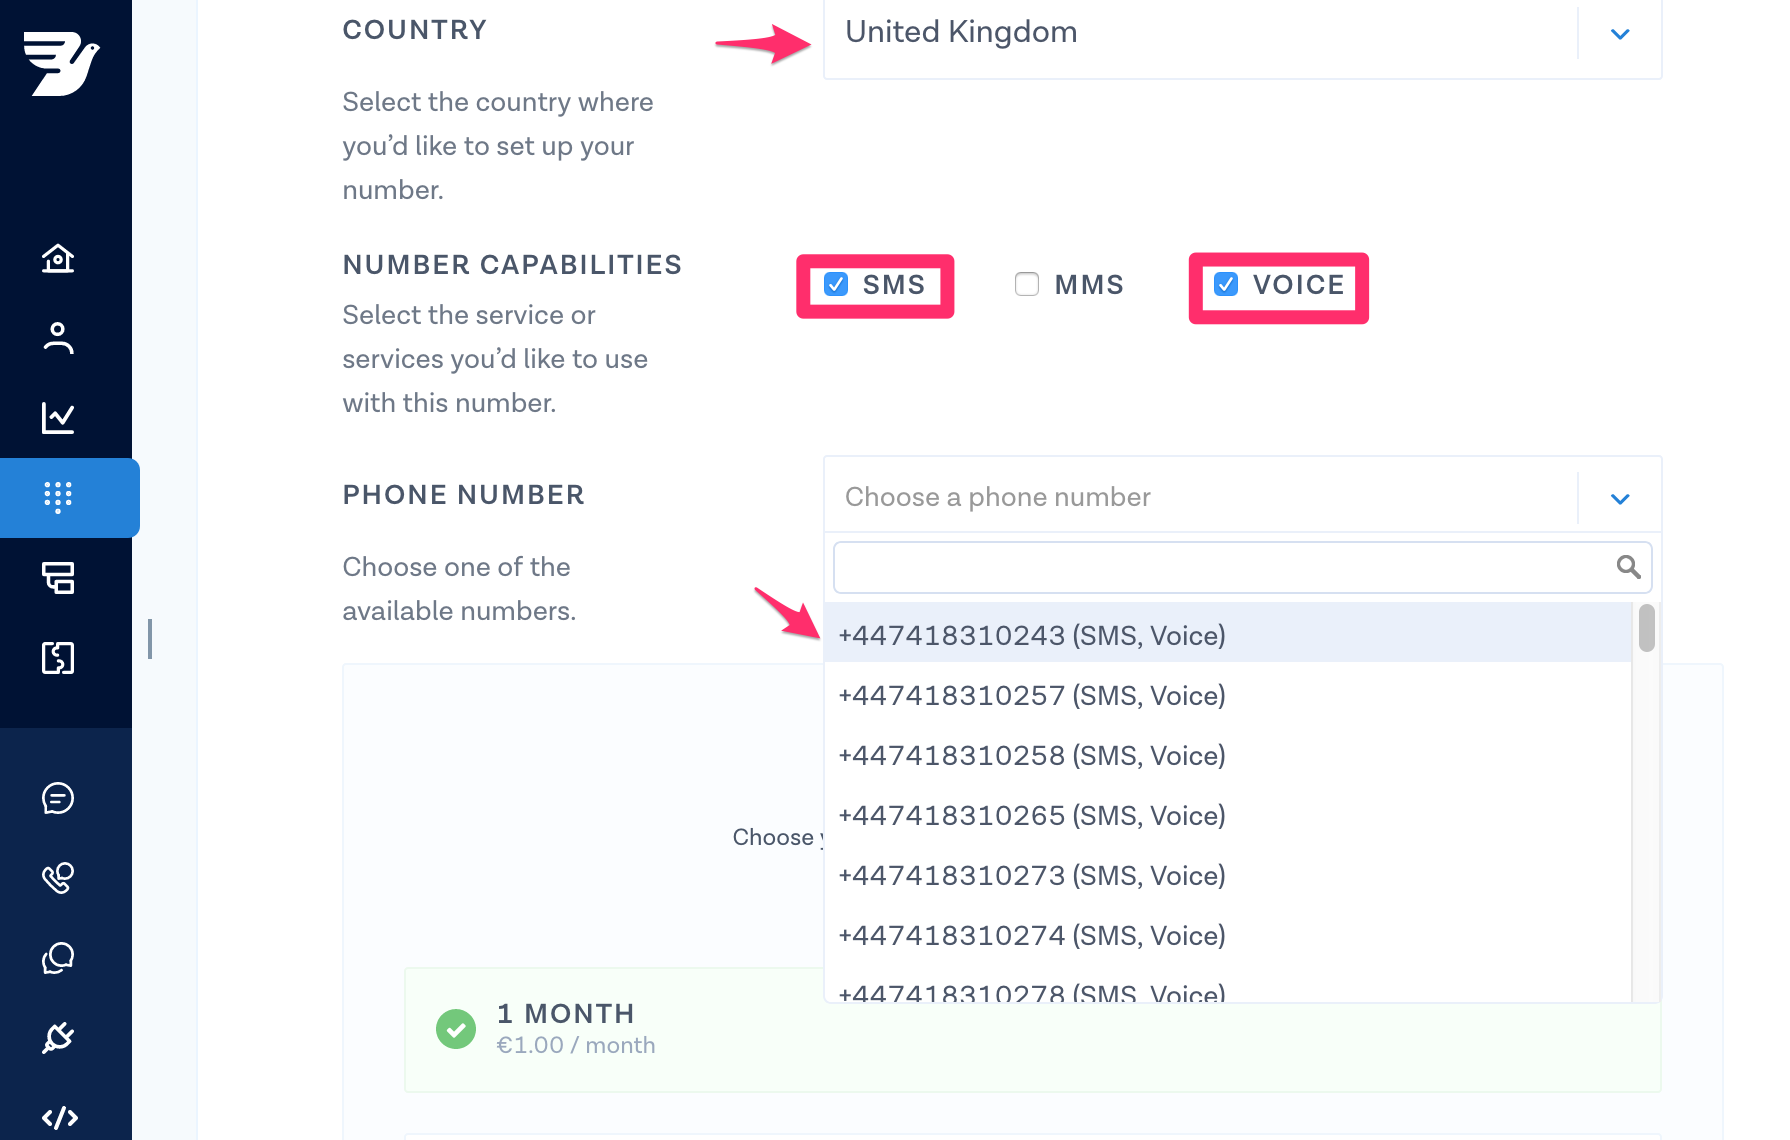 COUNTRY
United Kingdom
Select the country where
you’d like to set up your
number.
NUMBER CAPABILITIES
SMS
MMS
VOICE
Select the service or
services you’d like to use
with this number.
PHONE NUMBER
Choose a phone number
Choose one of the
available numbers.
+447418310243 (SMS, Voice)
+447418310257 (SMS, Voice)
+447418310258 (SMS, Voice)
+447418310265 (SMS, Voice)
+447418310273 (SMS, Voice)
+447418310274 (SMS, Voice)
+447418310278 (SMS, Voice)
Choose
1 MONTH
€1.00 / month